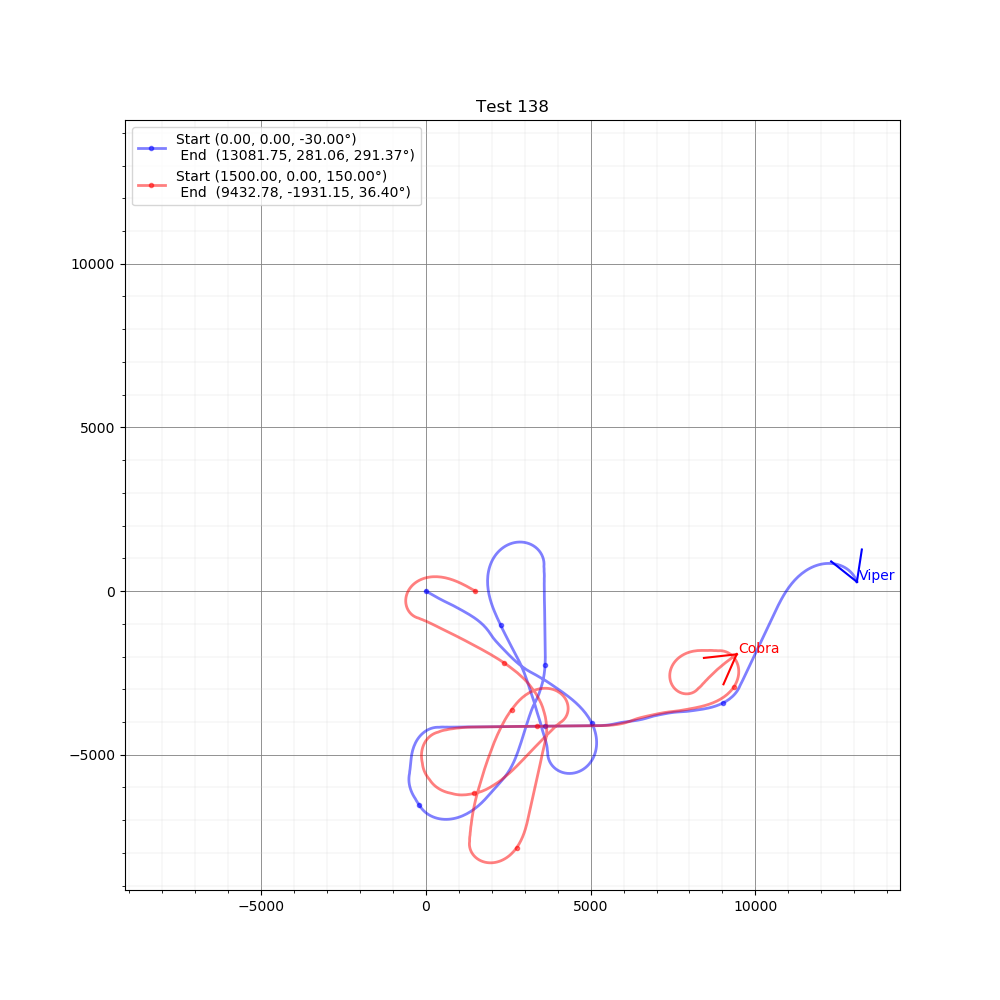 Test 138
Start (0.00, 0.00, -30.00°)
End  (13081.75, 281.06, 291.37°)
Start (1500.00, 0.00, 150.00°)
End  (9432.78, -1931.15, 36.40°)
10000
5000
0
−5000
Viper
Cobra
−5000
0
5000
10000